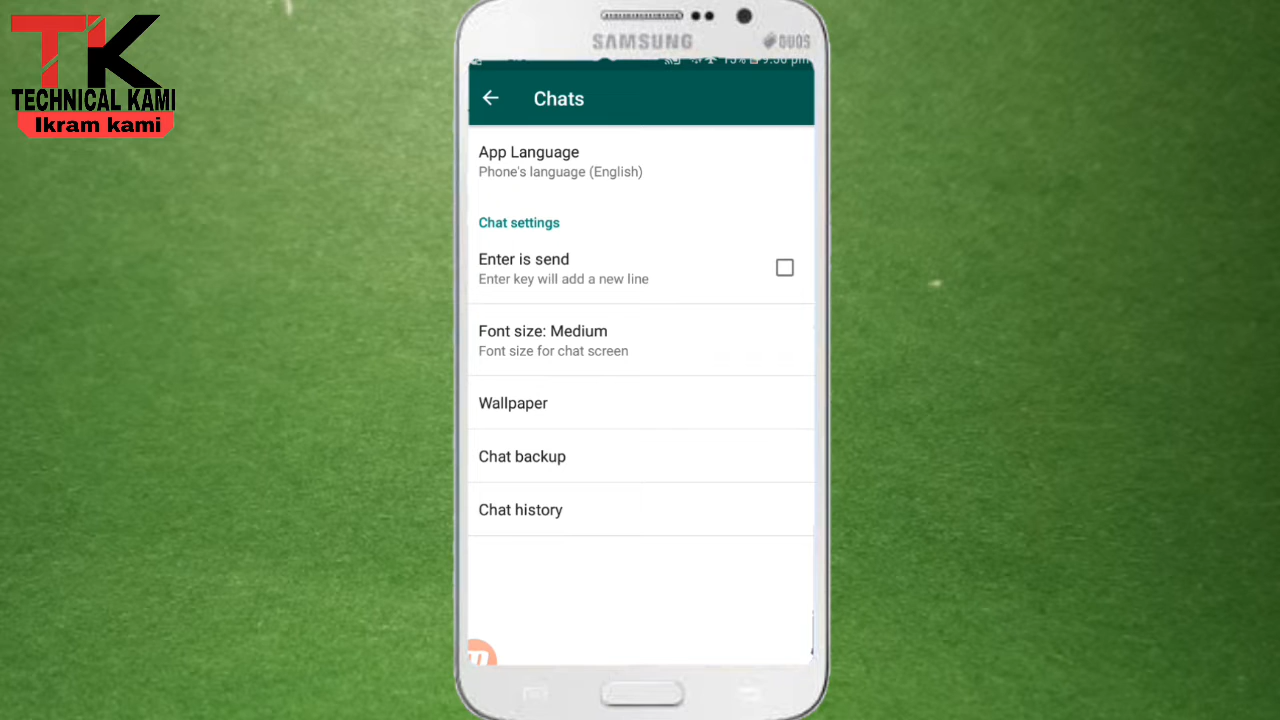 TK
TECHNICAL KAMI
Ikram kami
SAMSUNG
DUOS
Chats
App Language
Phone's language (English)
Chat settings
Enter is send
Enter key will add a new line
Font size: Medium
Font size for chat screen
Wallpaper
Chat backup
Chat history